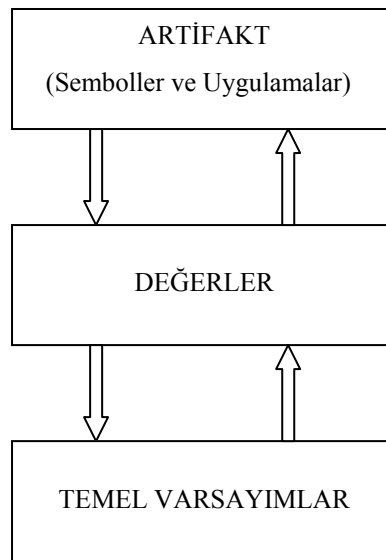 ARTİFAKT
(Semboller ve Uygulamalar)
DEĞERLER
TEMEL VARSAYIMLAR